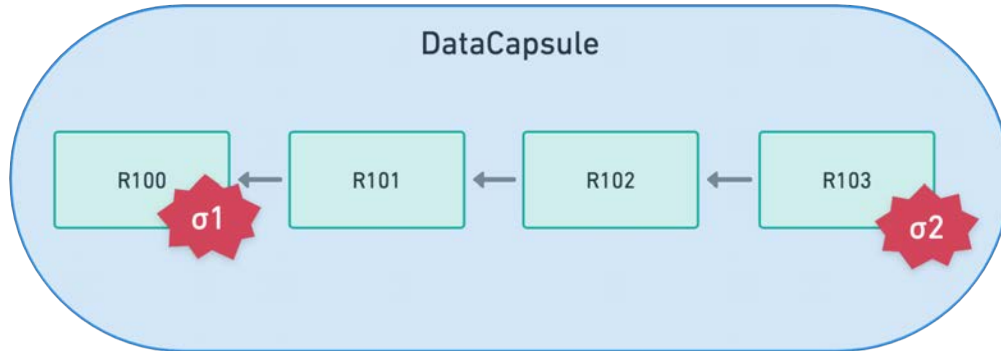 DataCapsule
R100
R101
R102
R103
σ1
σ2